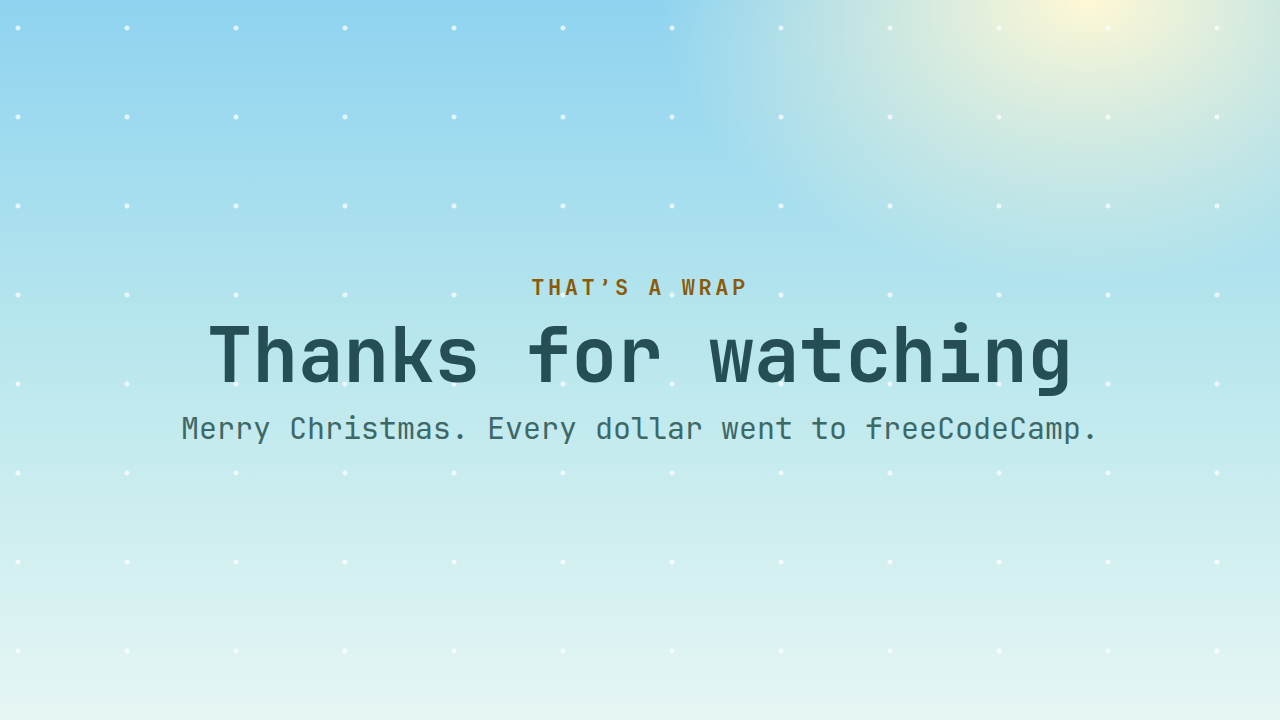 THAT’S A WRAP
Thanks for watching
Merry Christmas. Every dollar went to freeCodeCamp.